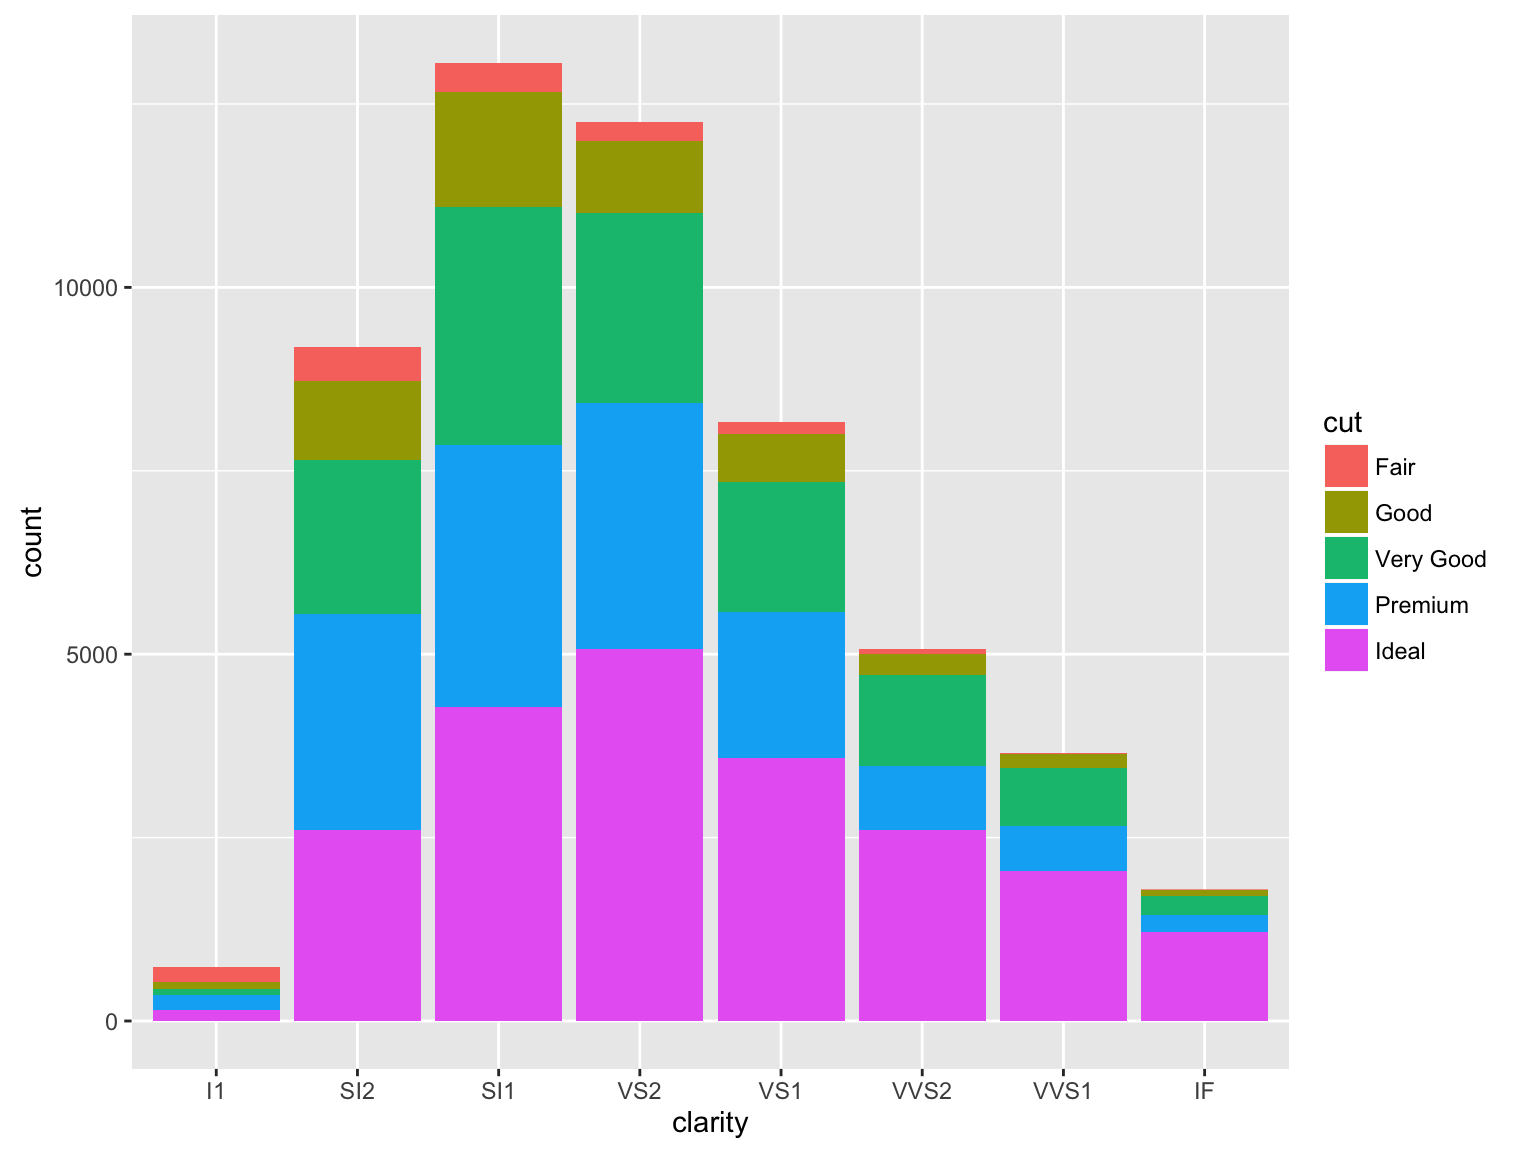 10000
5000
0
count
I1 SI2 SI1 VS2 VS1 VVS2 VVS1 IF
clarity
cut
Fair
Good
Very Good
Premium
Ideal